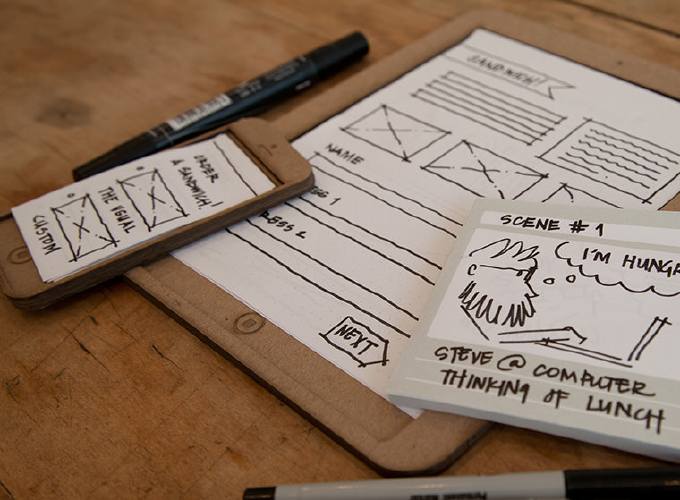 SANDWICH!
NAME
ESS 1
RESS 2
NEXT
ORDER
A SANDWICH!
THE USUAL
CUSTOM
SCENE # 1
I'M HUNGR
STEVE @ COMPUTER
THINKING OF LUNCH